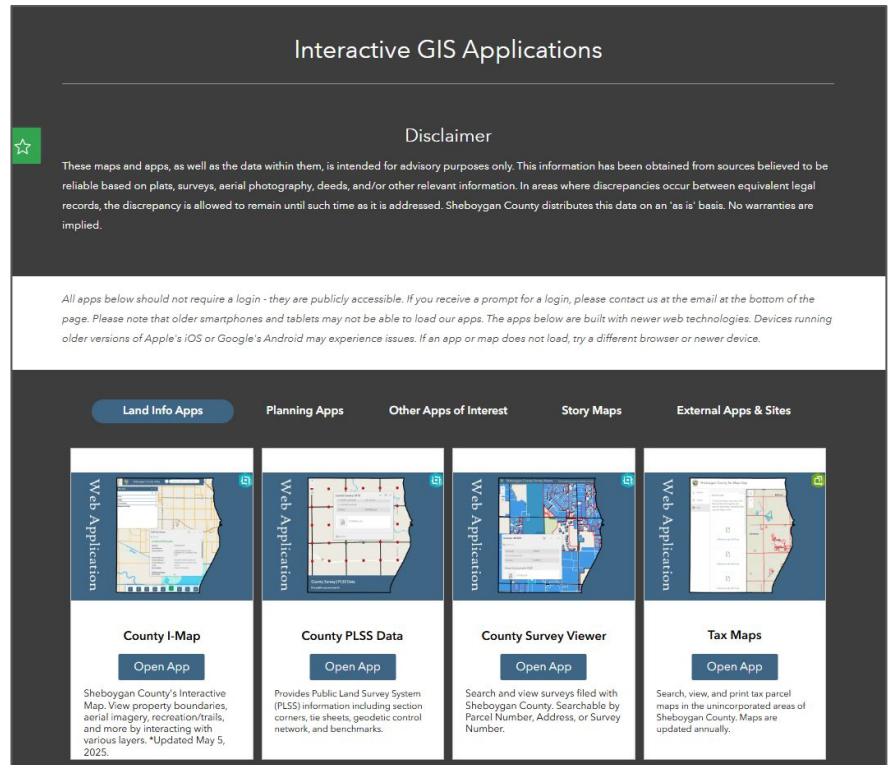 Interactive GIS Applications
Disclaimer
These maps and apps, as well as the data within them, is intended for advisory purposes only. This information has been obtained from sources believed to be
reliable based on plats, surveys, aerial photography, deeds, and/or other relevant information. In areas where discrepancies occur between equivalent legal
records, the discrepancy is allowed to remain until such time as it is addressed. Sheboygan County distributes this data on an 'as is' basis. No warranties are
implied.
All apps below should not require a login - they are publicly accessible. If you receive a prompt for a login, please contact us at the email at the bottom of the
page. Please note that older smartphones and tablets may not be able to load our apps. The apps below are built with newer web technologies. Devices running
older versions of Apple's iOS or Google's Android may experience issues. If an app or map does not load, try a different browser or newer device.
Land Info Apps Planning Apps Other Apps of Interest Story Maps External Apps & Sites
Web Application
Web Application
Web Application
Web Application
County I-Map
Open App
Sheboygan County's Interactive
Map. View property boundaries,
aerial imagery, recreation/trails,
and more by interacting with
various layers. *Updated May 5,
2025.
County PLSS Data
Open App
Provides Public Land Survey System
(PLSS) information including section
corners, tie sheets, geodetic control
network, and benchmarks.
County Survey Viewer
Open App
Search and view surveys filed with
Sheboygan County. Searchable by
Parcel Number, Address, or Survey
Number.
Tax Maps
Open App
Search, view, and print tax parcel
maps in the unincorporated areas of
Sheboygan County. Maps are
updated annually.